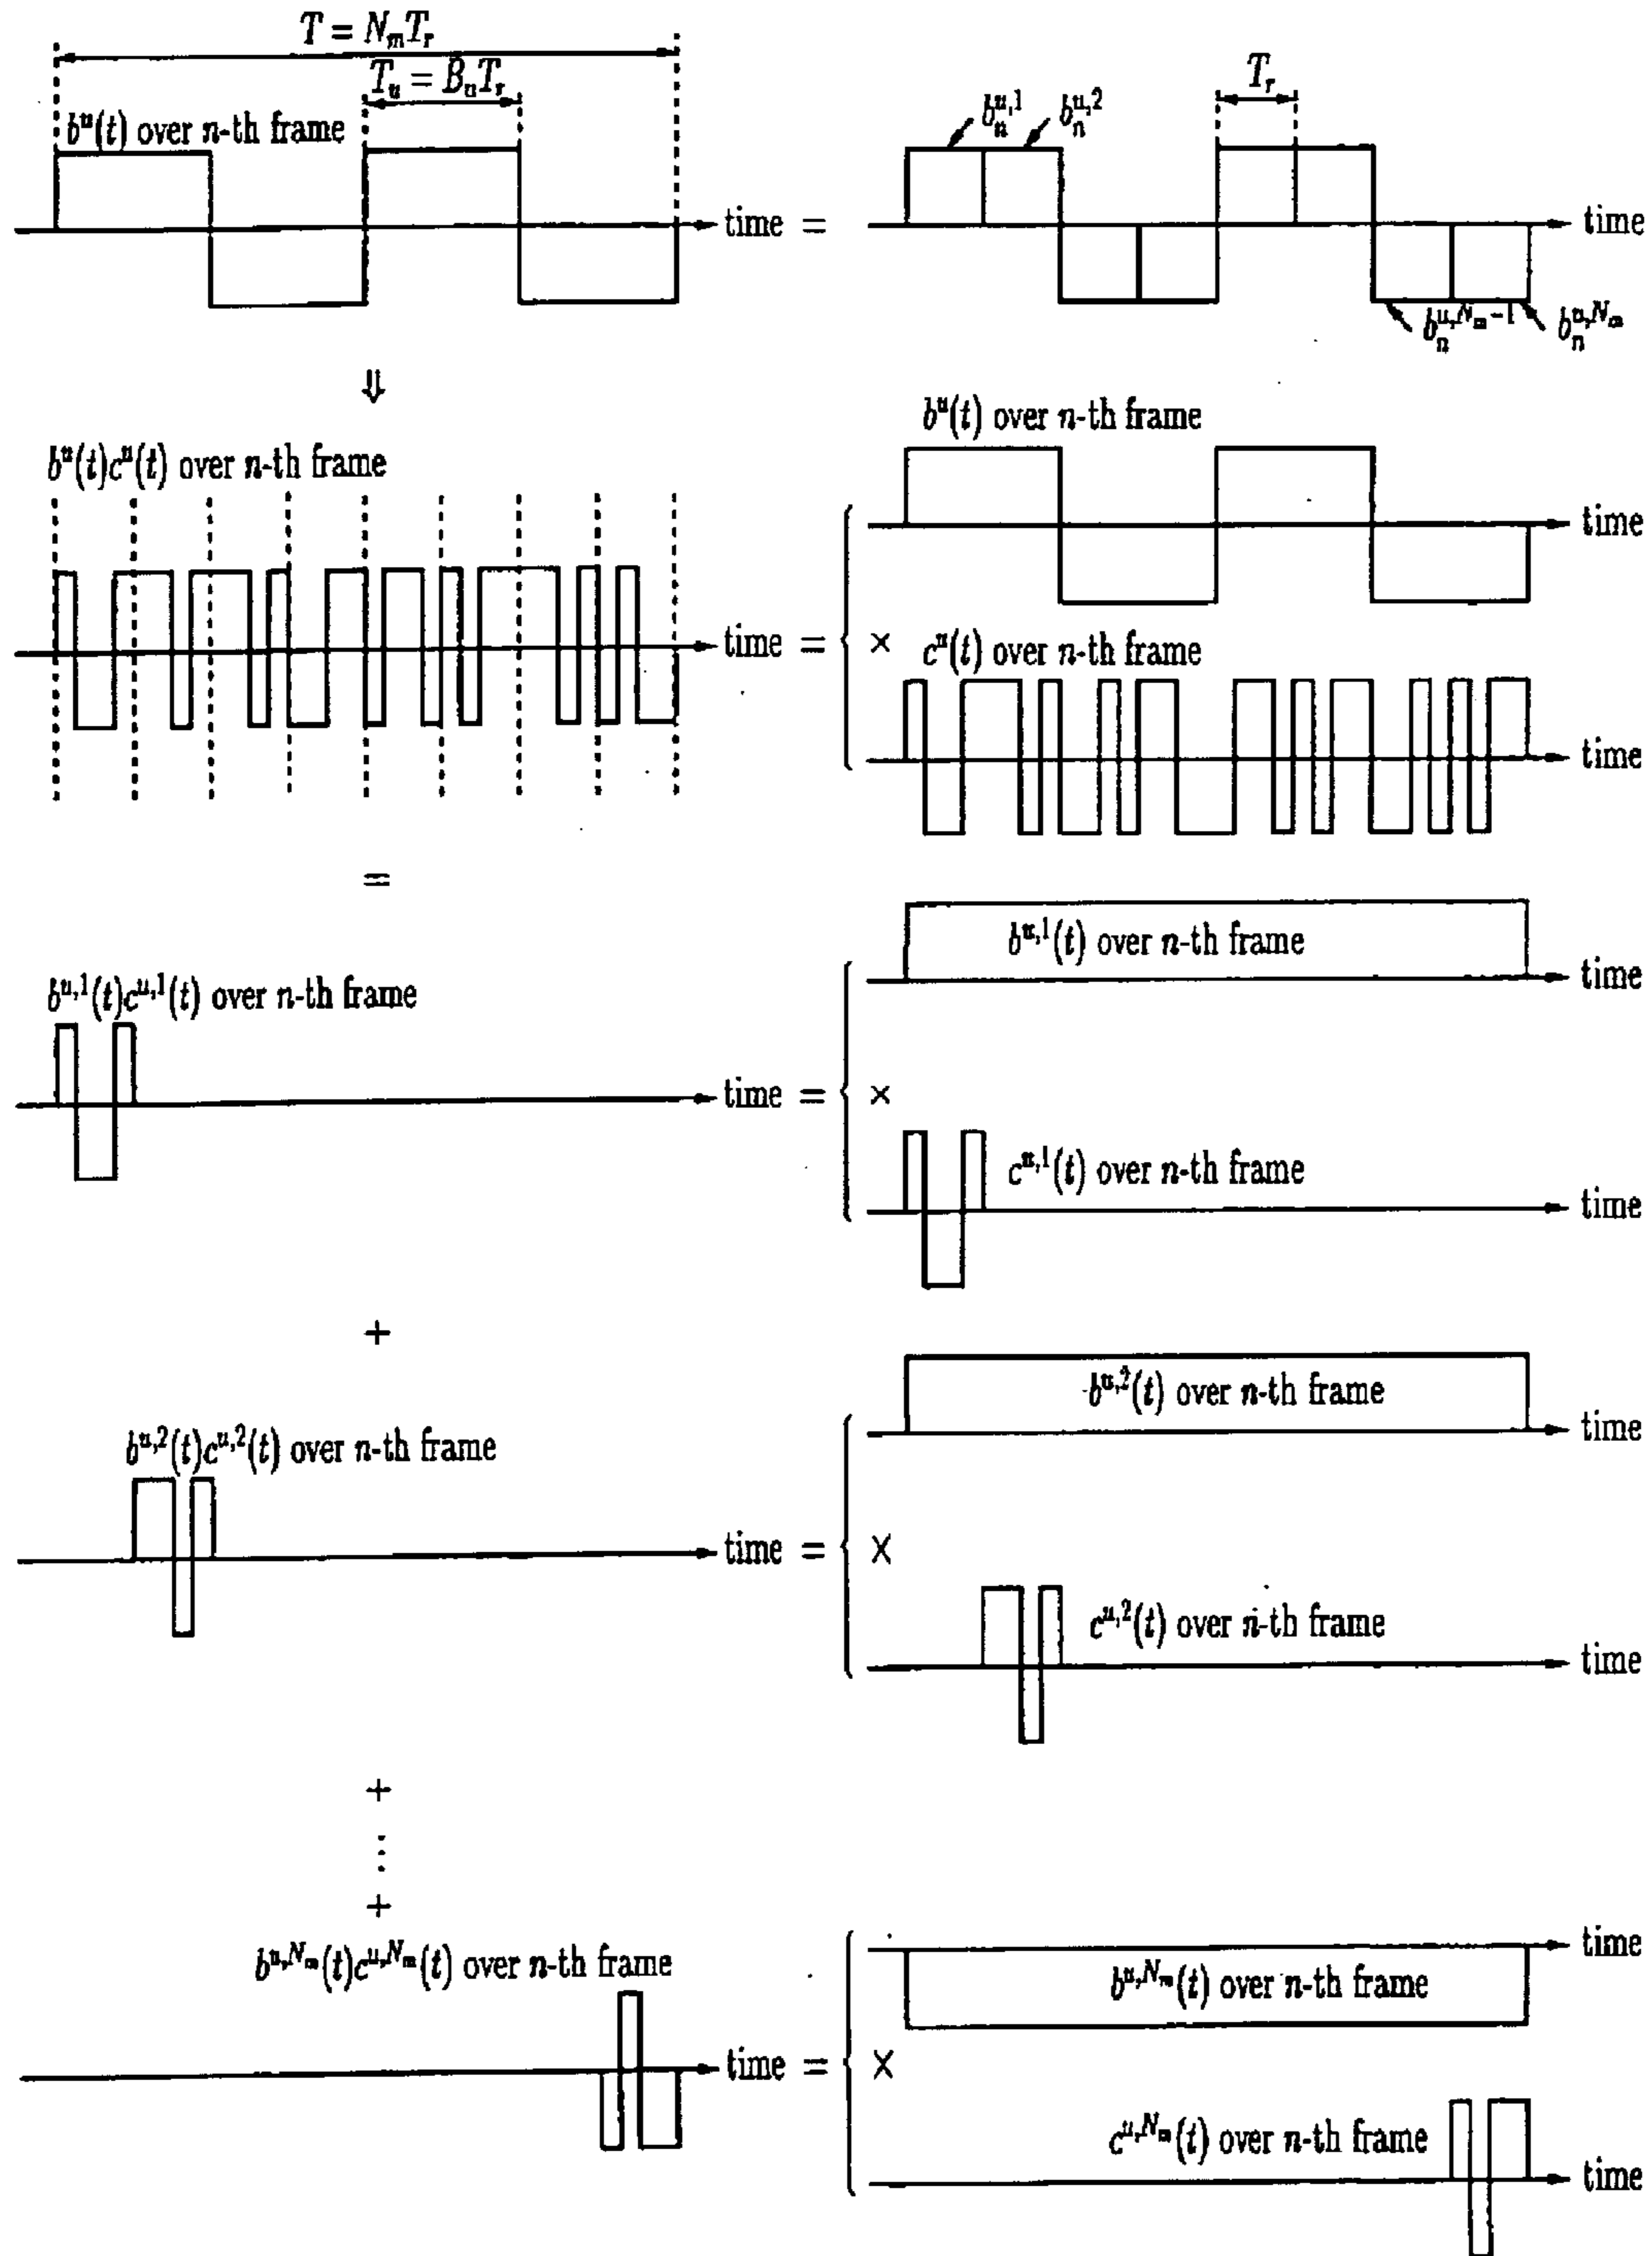 T = N_m T_r
T_u = B_u T_r
b^u(t) over n-th frame
time =
T_r
b_n^{u,1} b_n^{u,2}
time
b_n^{u,N_m-1} b_n^{u,N_m}
⇓
b^u(t) over n-th frame
time
b^u(t)c^u(t) over n-th frame
time = { ×
c^u(t) over n-th frame
time
=
b^{u,1}(t) over n-th frame
time
b^{u,1}(t)c^{u,1}(t) over n-th frame
time = { ×
c^{u,1}(t) over n-th frame
time
+
b^{u,2}(t) over n-th frame
time
b^{u,2}(t)c^{u,2}(t) over n-th frame
time = { ×
c^{u,2}(t) over n-th frame
time
+
⋮
+
time
b^{u,N_m}(t)c^{u,N_m}(t) over n-th frame
b^{u,N_m}(t) over n-th frame
time = { ×
c^{u,N_m}(t) over n-th frame
time